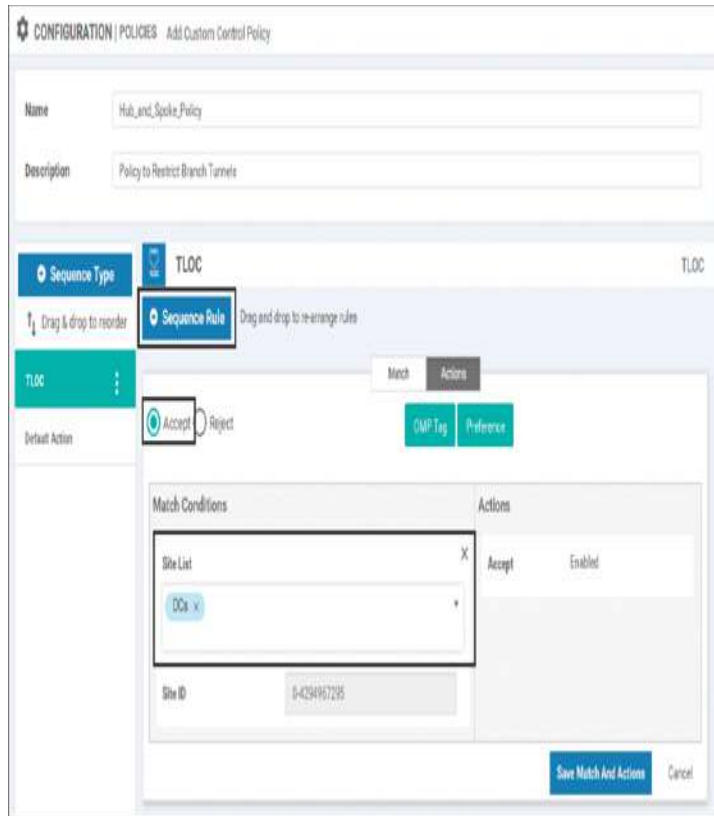 CONFIGURATION | POLICIES Add Custom Control Policy
Name Hub_and_Spoke_Policy
Description Policy to Restrict Branch Tunnels
Sequence Type
Drag & drop to reorder
TLOC
Default Action
TLOC TLOC
Sequence Rule Drag and drop to re-arrange rules
Match Actions
Accept Reject OMP Tag Preference
Match Conditions Actions
Site List X
DCs x
Accept Enabled
Site ID 0-4294967295
Save Match And Actions Cancel